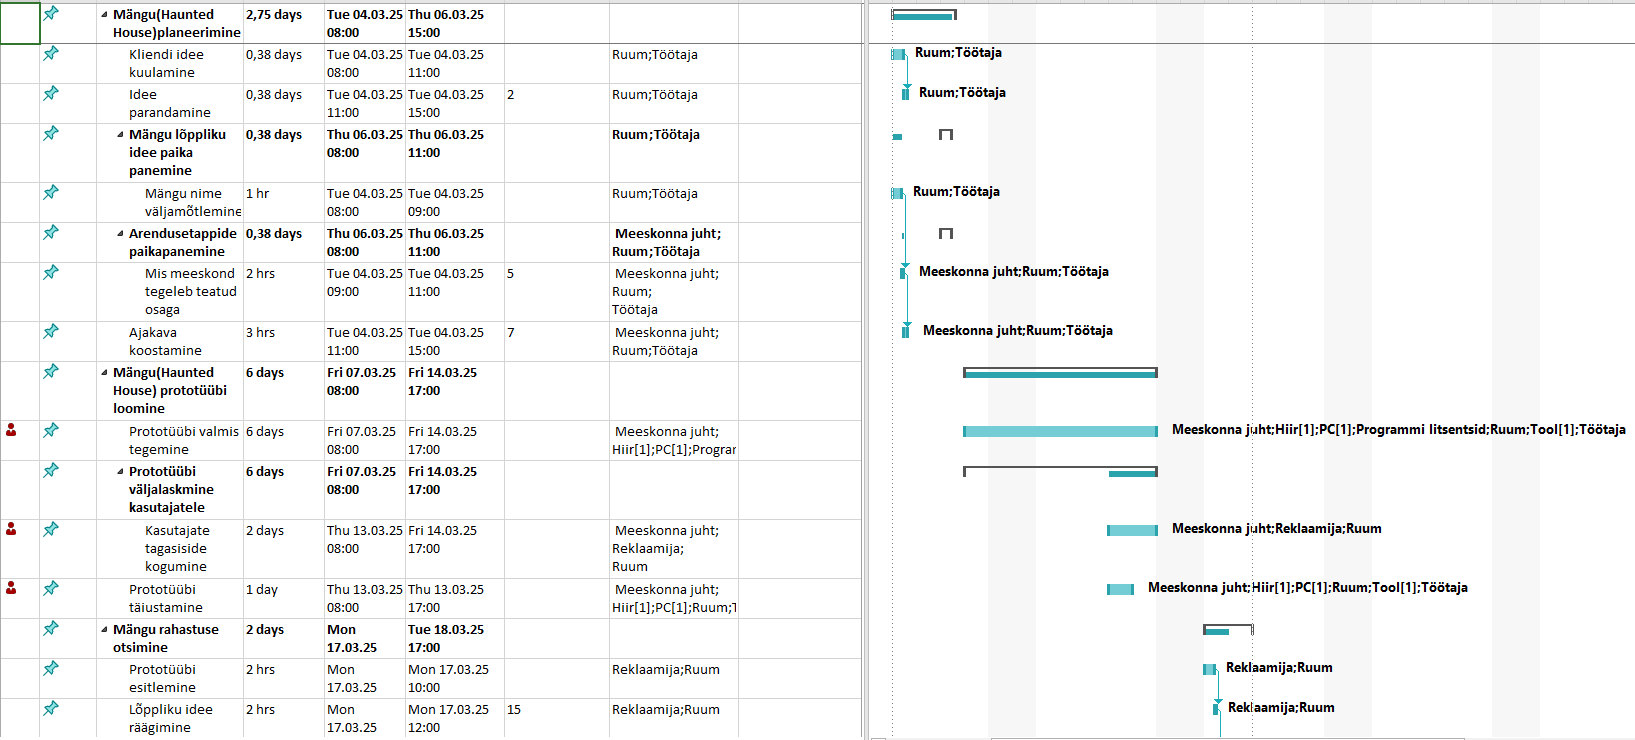 Mängu(Haunted 2,75 days Tue 04.03.25 Thu 06.03.25
House)planeerimine 08:00 15:00
Kliendi idee 0,38 days Tue 04.03.25 Tue 04.03.25 Ruum;Töötaja Ruum;Töötaja
kuulamine 08:00 11:00
Idee 0,38 days Tue 04.03.25 Tue 04.03.25 2 Ruum;Töötaja Ruum;Töötaja
parandamine 11:00 15:00
Mängu lõppliku 0,38 days Thu 06.03.25 Thu 06.03.25 Ruum;Töötaja
idee paika 08:00 11:00
panemine
Mängu nime 1 hr Tue 04.03.25 Tue 04.03.25 Ruum;Töötaja Ruum;Töötaja
väljamõtlemine 08:00 09:00
Arendusetappide 0,38 days Thu 06.03.25 Thu 06.03.25 Meeskonna juht;
paikapanemine 08:00 11:00 Ruum;Töötaja
Mis meeskond 2 hrs Tue 04.03.25 Tue 04.03.25 5 Meeskonna juht; Meeskonna juht;Ruum;Töötaja
tegeleb teatud 09:00 11:00 Ruum;
osaga Töötaja
Ajakava 3 hrs Tue 04.03.25 Tue 04.03.25 7 Meeskonna juht; Meeskonna juht;Ruum;Töötaja
koostamine 11:00 15:00 Ruum;Töötaja
Mängu(Haunted 6 days Fri 07.03.25 Fri 14.03.25
House) prototüübi 08:00 17:00
loomine
Prototüübi valmis 6 days Fri 07.03.25 Fri 14.03.25 Meeskonna juht; Meeskonna juht;Hiir[1];PC[1];Programmi litsentsid;Ruum;Tool[1];Töötaja
tegemine 08:00 17:00 Hiir[1];PC[1];Prograr
Prototüübi 6 days Fri 07.03.25 Fri 14.03.25
väljalaskmine 08:00 17:00
kasutajatele
Kasutajate 2 days Thu 13.03.25 Fri 14.03.25 Meeskonna juht; Meeskonna juht;Reklaamija;Ruum
tagasiside 08:00 17:00 Reklaamija;
kogumine Ruum
Prototüübi 1 day Thu 13.03.25 Thu 13.03.25 Meeskonna juht; Meeskonna juht;Hiir[1];PC[1];Ruum;Tool[1];Töötaja
täiustamine 08:00 17:00 Hiir[1];PC[1];Ruum;T
Mängu rahastuse 2 days Mon Tue 18.03.25
otsimine 17.03.25 17:00
Prototüübi 2 hrs Mon Mon 17.03.25 Reklaamija;Ruum Reklaamija;Ruum
esitlemine 17.03.25 10:00
Lõppliku idee 2 hrs Mon Mon 17.03.25 15 Reklaamija;Ruum Reklaamija;Ruum
räägimine 17.03.25 12:00